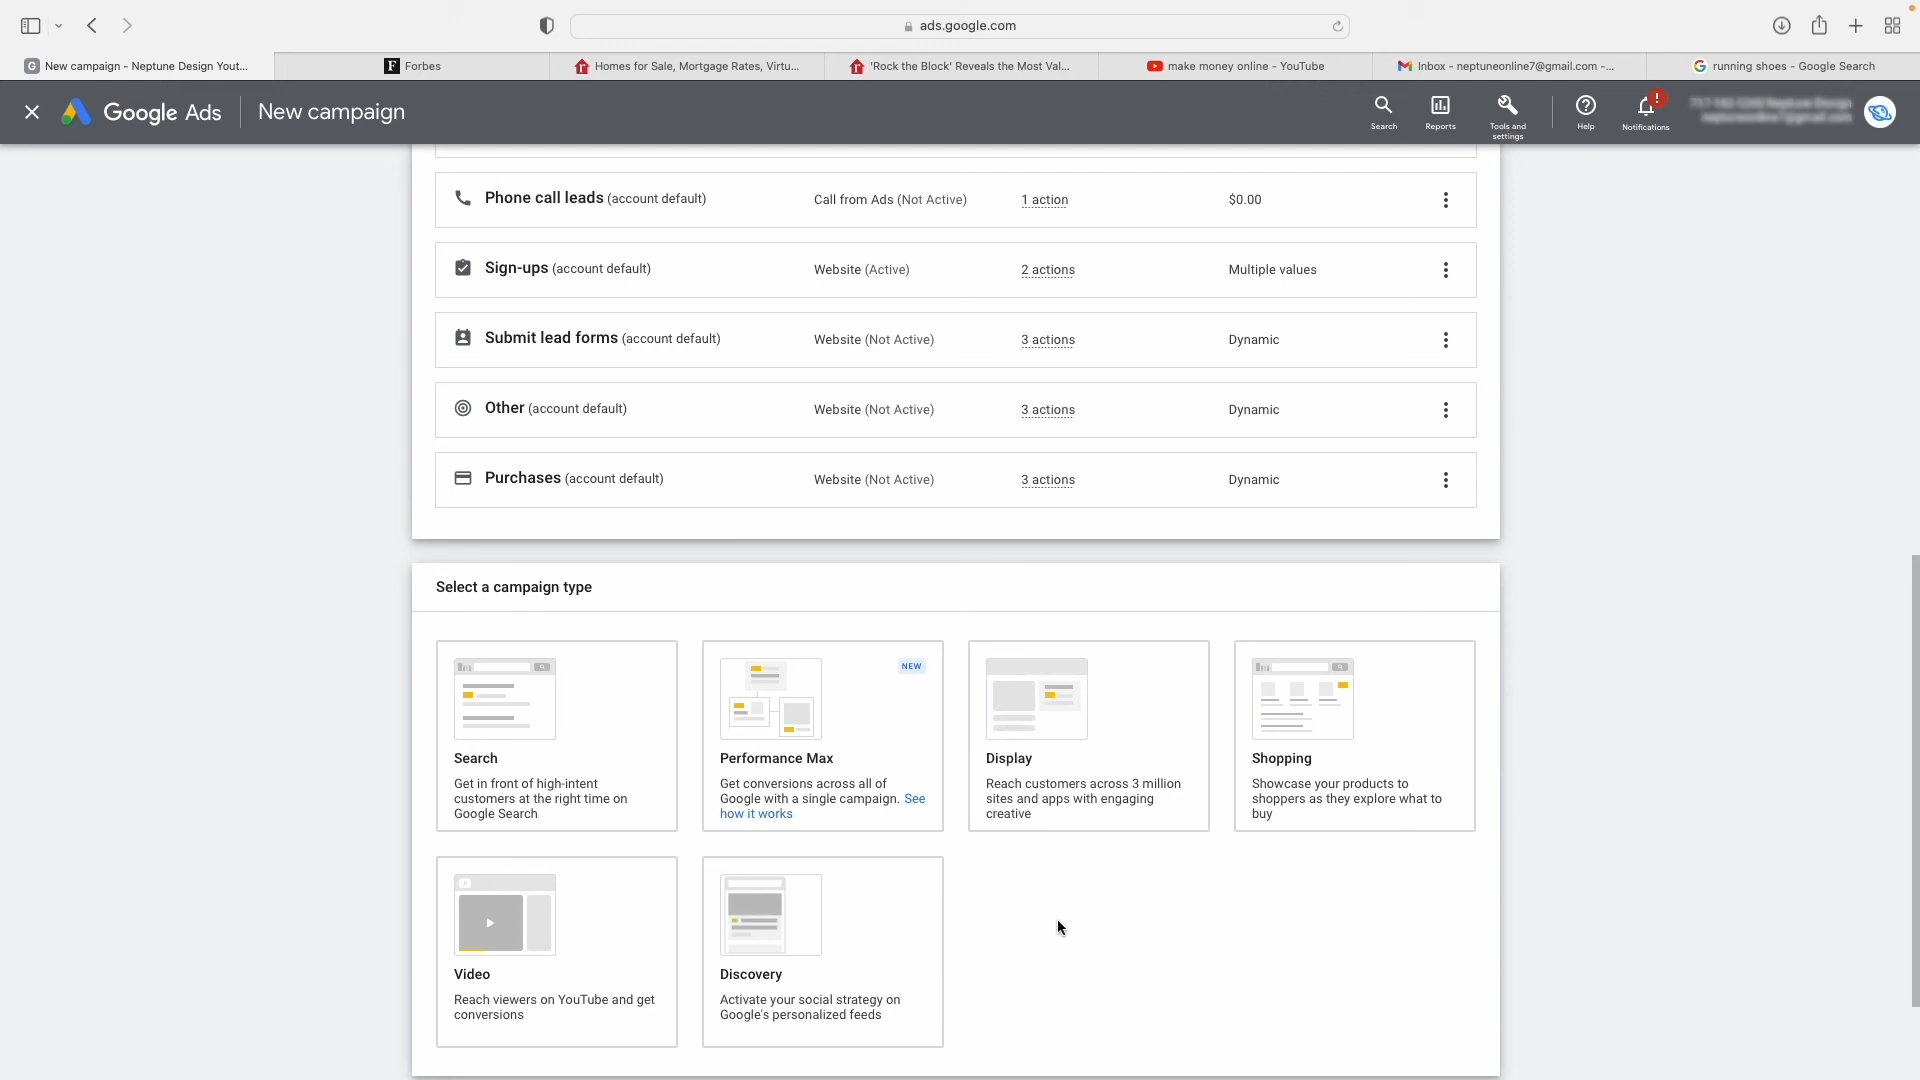 ads.google.com
New campaign - Neptune Design Yout...
Forbes
Homes for Sale, Mortgage Rates, Virtu...
'Rock the Block' Reveals the Most Val...
make money online - YouTube
Inbox - neptuneonline7@gmail.com -...
running shoes - Google Search
Google Ads
New campaign
Search
Reports
Tools and
settings
Help
Notifications
Phone call leads (account default)
Call from Ads (Not Active)
1 action
$0.00
Sign-ups (account default)
Website (Active)
2 actions
Multiple values
Submit lead forms (account default)
Website (Not Active)
3 actions
Dynamic
Other (account default)
Website (Not Active)
3 actions
Dynamic
Purchases (account default)
Website (Not Active)
3 actions
Dynamic
Select a campaign type
Search
Get in front of high-intent
customers at the right time on
Google Search
NEW
Performance Max
Get conversions across all of
Google with a single campaign. See
how it works
Display
Reach customers across 3 million
sites and apps with engaging
creative
Shopping
Showcase your products to
shoppers as they explore what to
buy
Video
Reach viewers on YouTube and get
conversions
Discovery
Activate your social strategy on
Google's personalized feeds